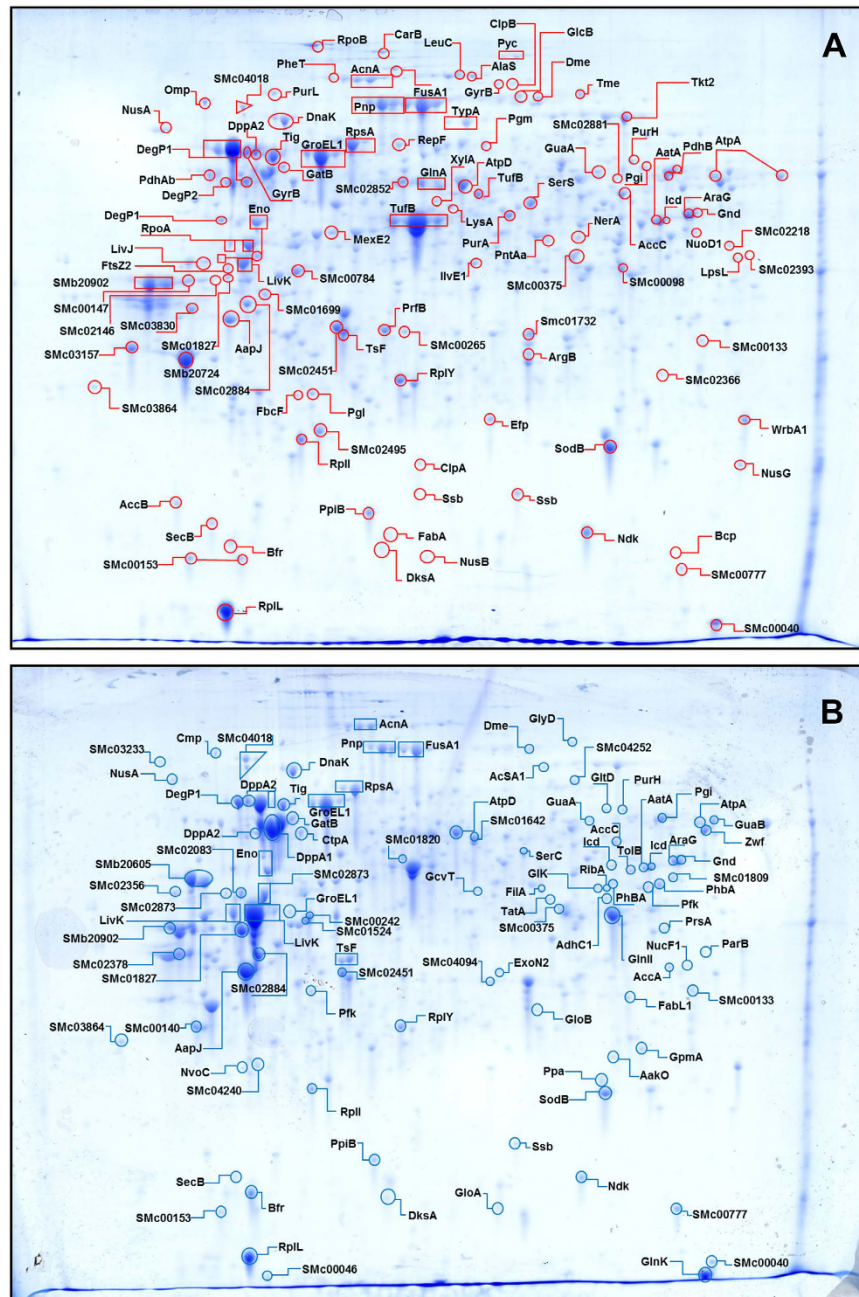 A
RpoB
CarB
LeuC
ClpB
Pyc
GlcB
PheT
AcnA
AlaS
GyrB
Dme
Tme
Tkt2
SMc04018
Omp
PurL
Pnp
FusA1
TypA
NusA
DppA2
DnaK
Tig
GroEL1
RpsA
RepF
Pgm
SMc02881
PurH
DegP1
GuaA
AatA
PdhB
AtpA
PdhAb
DegP2
GyrB
GatB
SMc02852
GlnA
XylA
AtpD
TufB
Pgi
SerS
Icd
AraG
Gnd
DegP1
Eno
TufB
LysA
PurA
NerA
AccC
NuoD1
SMc02218
RpoA
MexE2
PntAa
LivJ
FtsZ2
LivK
SMc00784
IlvE1
SMc00375
SMc00098
LpsL
SMc02393
SMb20902
SMc00147
SMc02146
SMc03830
SMc01827
SMc01699
PrfB
SMc00265
Smc01732
SMc00133
SMc03157
SMb20724
AapJ
SMc02884
SMc02451
TsF
ArgB
RplY
SMc02366
SMc03864
FbcF
Pgl
Efp
WrbA1
SMc02495
RplI
SodB
ClpA
NusG
AccB
Ssb
Ssb
SecB
PpiB
Ndk
FabA
Bfr
Bcp
SMc00153
DksA
NusB
SMc00777
RplL
SMc00040
B
AcnA
GlyD
Dme
SMc04018
Cmp
SMc03233
Pnp
FusA1
SMc04252
NusA
DnaK
AcSA1
GltD
PurH
DppA2
Tig
RpsA
DegP1
GroEL1
AtpD
GuaA
AatA
Pgi
AtpA
GuaB
GatB
SMc01642
AccC
Zwf
DppA2
CtpA
SMc01820
Icd
TolB
Icd
AraG
SMc02083
DppA1
Eno
SerC
Gnd
SMb20605
GcvT
GlK
RibA
SMc01809
SMc02356
SMc02873
FilA
PhBA
PhbA
SMc02873
GroEL1
TatA
Pfk
LivK
SMc00242
SMc01524
SMc00375
PrsA
SMb20902
LivK
AdhC1
NucF1
ParB
SMc02378
TsF
GlnII
SMc01827
SMc02451
SMc04094
ExoN2
AccA
SMc02884
Pfk
FabL1
SMc00133
SMc03864
SMc00140
RplY
GloB
AapJ
GpmA
NvoC
AakO
SMc04240
Ppa
SodB
RplI
PpiB
Ssb
SecB
Ndk
Bfr
GloA
SMc00153
DksA
SMc00777
RplL
SMc00046
GlnK
SMc00040